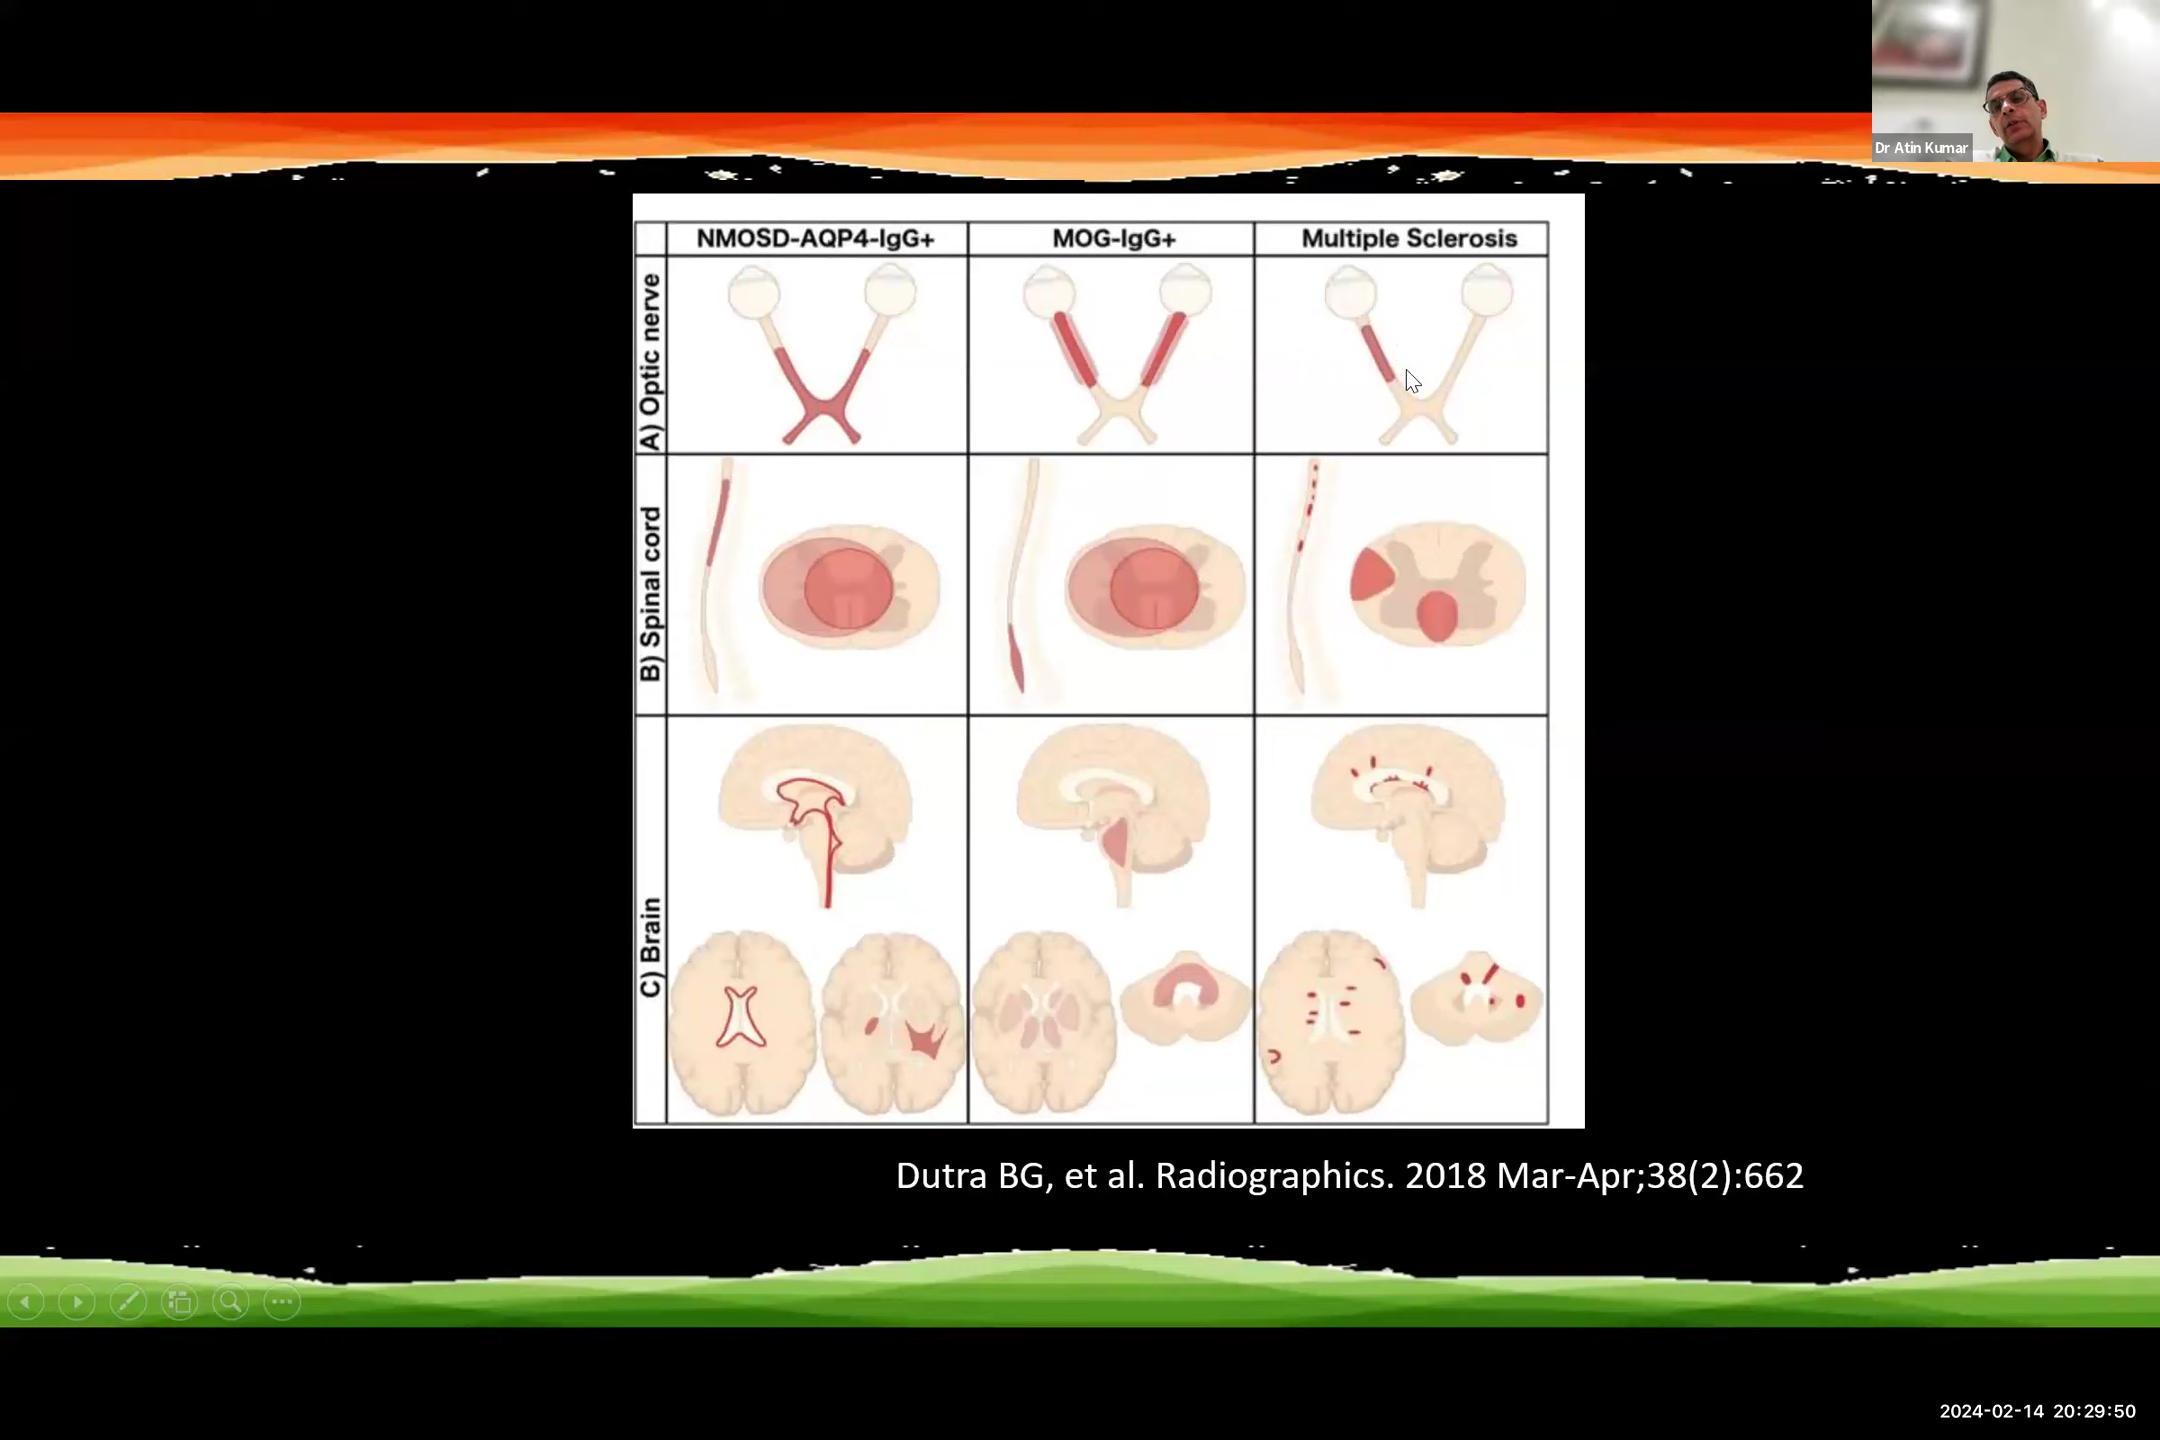 Dr Atin Kumar
NMOSD-AQP4-IgG+
MOG-IgG+
Multiple Sclerosis
A) Optic nerve
B) Spinal cord
C) Brain
Dutra BG, et al. Radiographics. 2018 Mar-Apr;38(2):662
2024-02-14 20:29:50